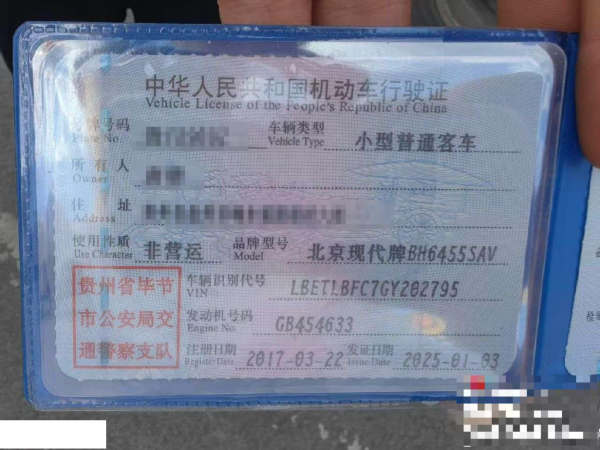 中华人民共和国机动车行驶证
Vehicle License of the People's Republic of China
号牌号码 Plate No. 车辆类型 Vehicle Type 小型普通客车
所有人 Owner
住址 Address
使用性质 Use Character 非营运 品牌型号 Model 北京现代牌BH6455SAV
贵州省毕节
市公安局交
通警察支队
车辆识别代号 VIN LBETLBFC7GY202795
发动机号码 Engine No. GB454633
注册日期 Register Date 2017-03-22 发证日期 Issue Date 2025-01-03